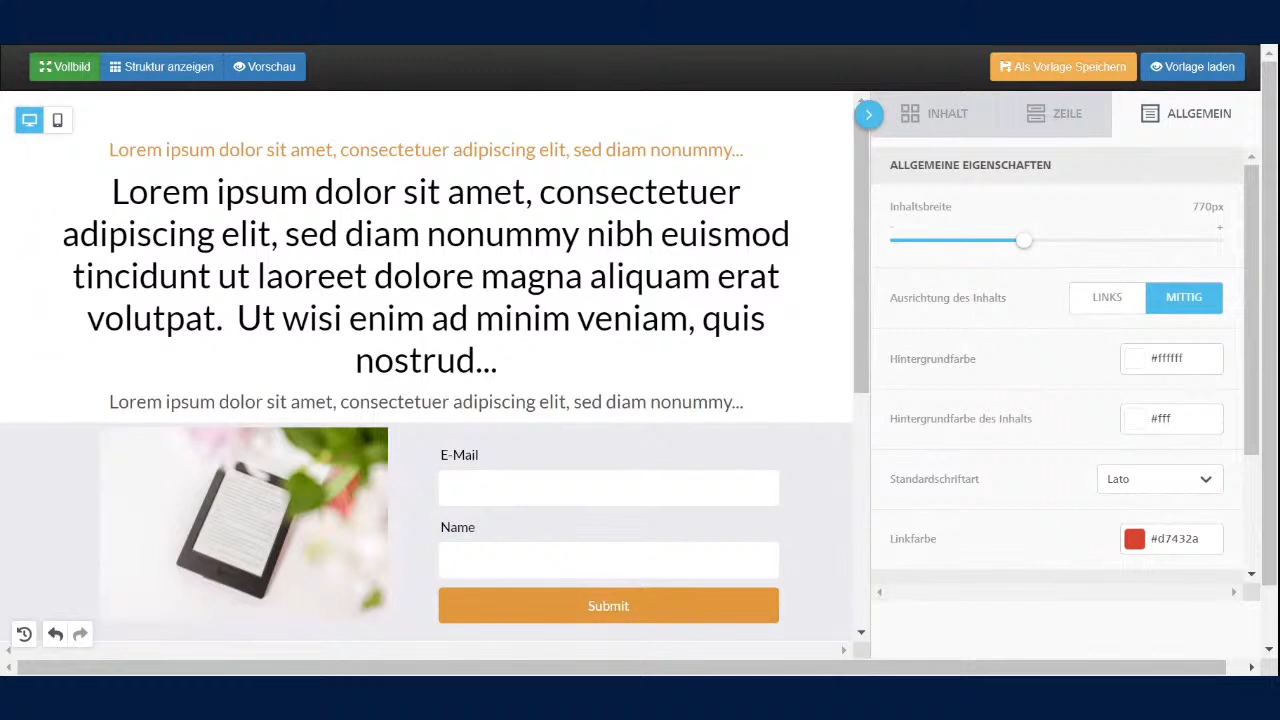 Vollbild Struktur anzeigen Vorschau Als Vorlage Speichern Vorlage laden
INHALT ZEILE ALLGEMEIN
Lorem ipsum dolor sit amet, consectetuer adipiscing elit, sed diam nonummy...
Lorem ipsum dolor sit amet, consectetuer
adipiscing elit, sed diam nonummy nibh euismod
tincidunt ut laoreet dolore magna aliquam erat
volutpat.  Ut wisi enim ad minim veniam, quis
nostrud...
Lorem ipsum dolor sit amet, consectetuer adipiscing elit, sed diam nonummy...
E-Mail
Name
Submit
ALLGEMEINE EIGENSCHAFTEN
Inhaltsbreite 770px
- +
Ausrichtung des Inhalts LINKS MITTIG
Hintergrundfarbe #ffffff
Hintergrundfarbe des Inhalts #fff
Standardschriftart Lato
Linkfarbe #d7432a